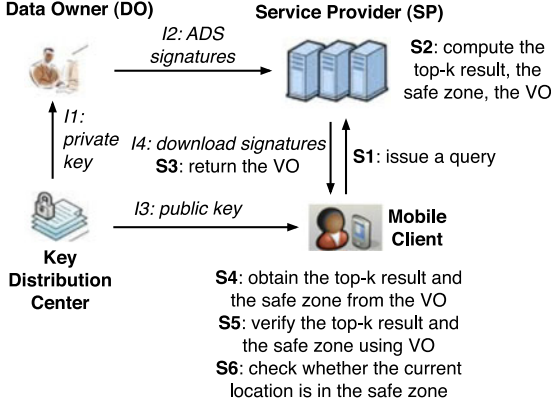 Data Owner (DO)
Service Provider (SP)
I2: ADS
signatures
S2: compute the
top-k result, the
safe zone, the VO
I1:
private
key
I4: download signatures
S3: return the VO
S1: issue a query
I3: public key
Mobile
Client
Key
Distribution
Center
S4: obtain the top-k result and
the safe zone from the VO
S5: verify the top-k result and
the safe zone using VO
S6: check whether the current
location is in the safe zone